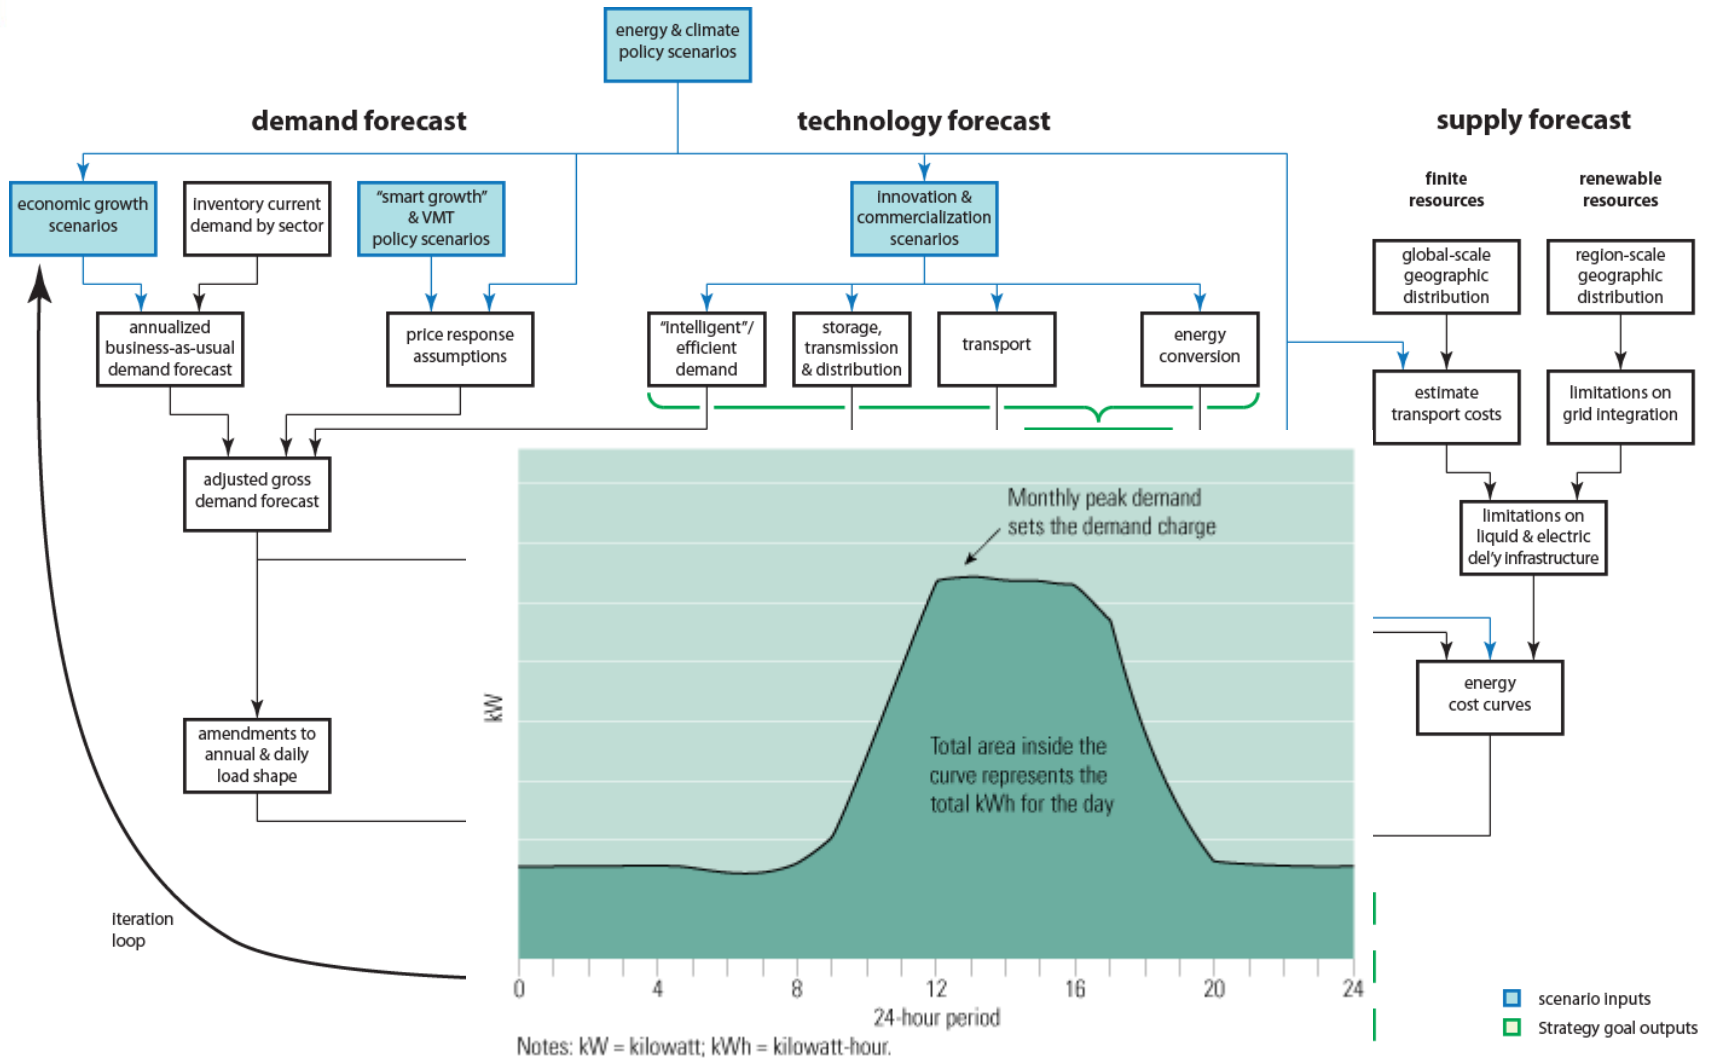 energy & climate
policy scenarios
demand forecast
technology forecast
supply forecast
finite
resources
renewable
resources
economic growth
scenarios
inventory current
demand by sector
“smart growth”
& VMT
policy scenarios
innovation &
commercialization
scenarios
global-scale
geographic
distribution
region-scale
geographic
distribution
annualized
business-as-usual
demand forecast
price response
assumptions
“intelligent”/
efficient
demand
storage,
transmission
& distribution
transport
energy
conversion
estimate
transport costs
limitations on
grid integration
adjusted gross
demand forecast
limitations on
liquid & electric
del’y infrastructure
Monthly peak demand
sets the demand charge
kW
Total area inside the
curve represents the
total kWh for the day
energy
cost curves
amendments to
annual & daily
load shape
iteration
loop
0 4 8 12 16 20 24
24-hour period
Notes: kW = kilowatt; kWh = kilowatt-hour.
scenario inputs
Strategy goal outputs